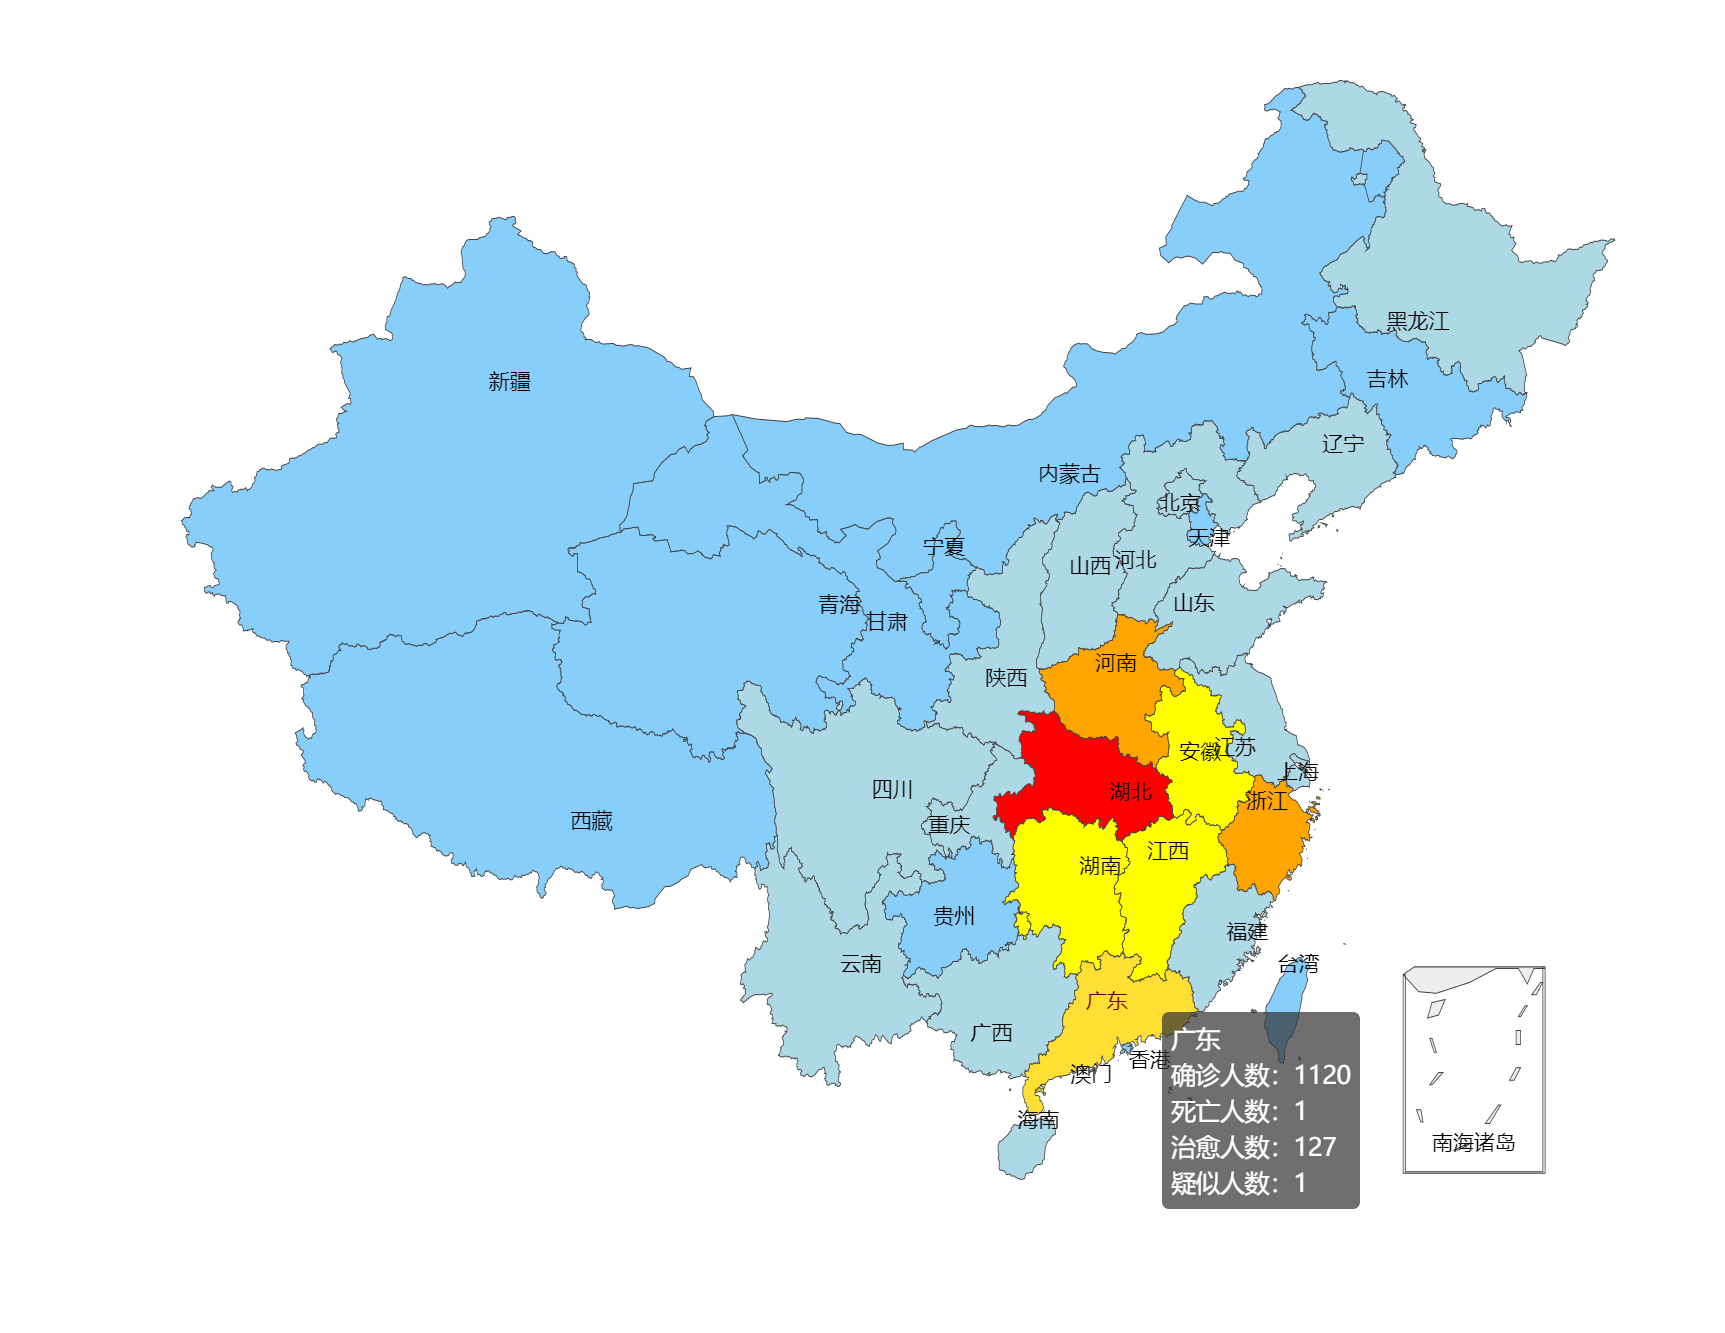 黑龙江
吉林
新疆
辽宁
内蒙古
北京
天津
宁夏
河北
山西
青海
山东
甘肃
河南
陕西
江苏
安徽
上海
四川
湖北
浙江
西藏
重庆
江西
湖南
贵州
福建
云南
台湾
广东
广西
香港
澳门
海南
南海诸岛
广东
确诊人数：1120
死亡人数：1
治愈人数：127
疑似人数：1